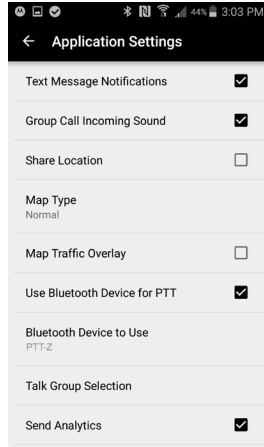 44% 3:03 PM
Application Settings
Text Message Notifications
Group Call Incoming Sound
Share Location
Map Type
Normal
Map Traffic Overlay
Use Bluetooth Device for PTT
Bluetooth Device to Use
PTT-Z
Talk Group Selection
Send Analytics